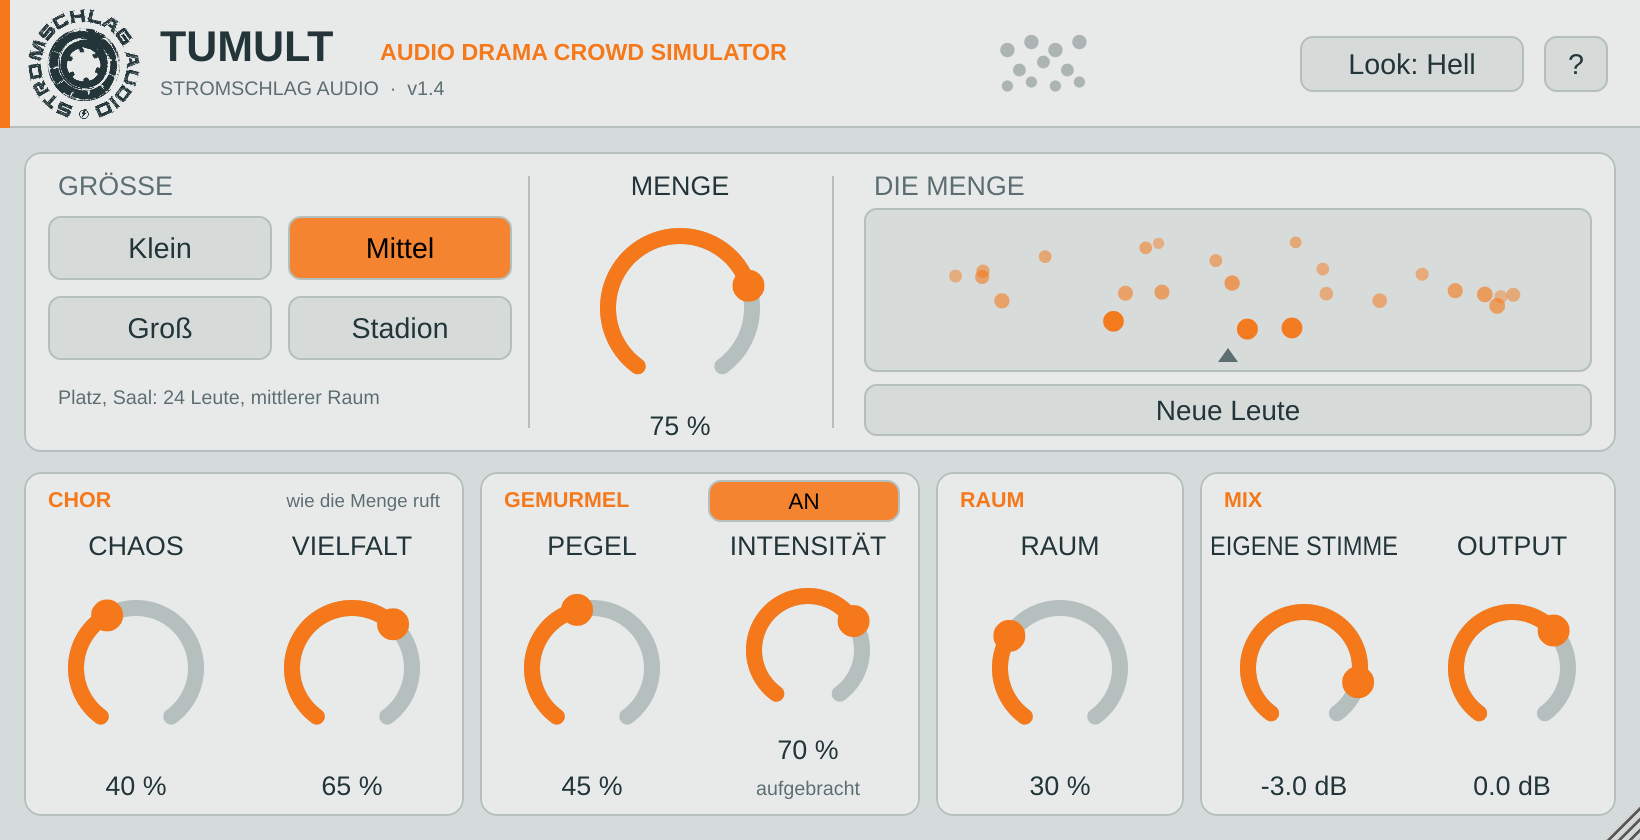 STROMSCHLAG AUDIO
TUMULT
AUDIO DRAMA CROWD SIMULATOR
STROMSCHLAG AUDIO · v1.4
Look: Hell
?
GRÖSSE
Klein
Mittel
Groß
Stadion
Platz, Saal: 24 Leute, mittlerer Raum
MENGE
75 %
DIE MENGE
Neue Leute
CHOR
wie die Menge ruft
CHAOS
VIELFALT
40 %
65 %
GEMURMEL
AN
PEGEL
INTENSITÄT
45 %
70 %
aufgebracht
RAUM
RAUM
30 %
MIX
EIGENE STIMME
OUTPUT
-3.0 dB
0.0 dB